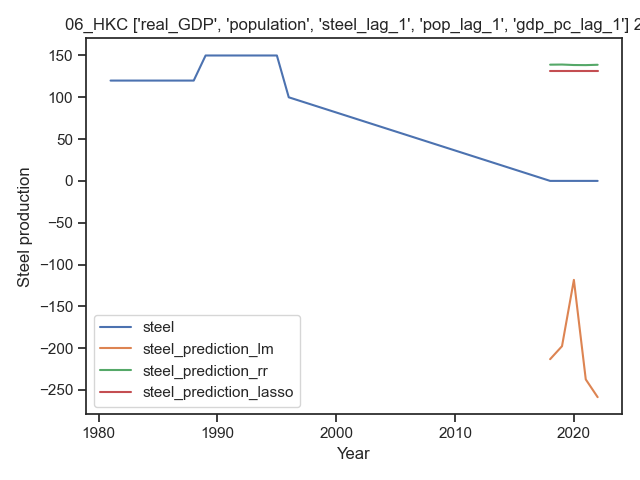 06_HKC ['real_GDP', 'population', 'steel_lag_1', 'pop_lag_1', 'gdp_pc_lag_1'] 2
150
100
50
0
−50
−100
−150
−200
−250
Steel production
steel
steel_prediction_lm
steel_prediction_rr
steel_prediction_lasso
1980
1990
2000
2010
2020
Year